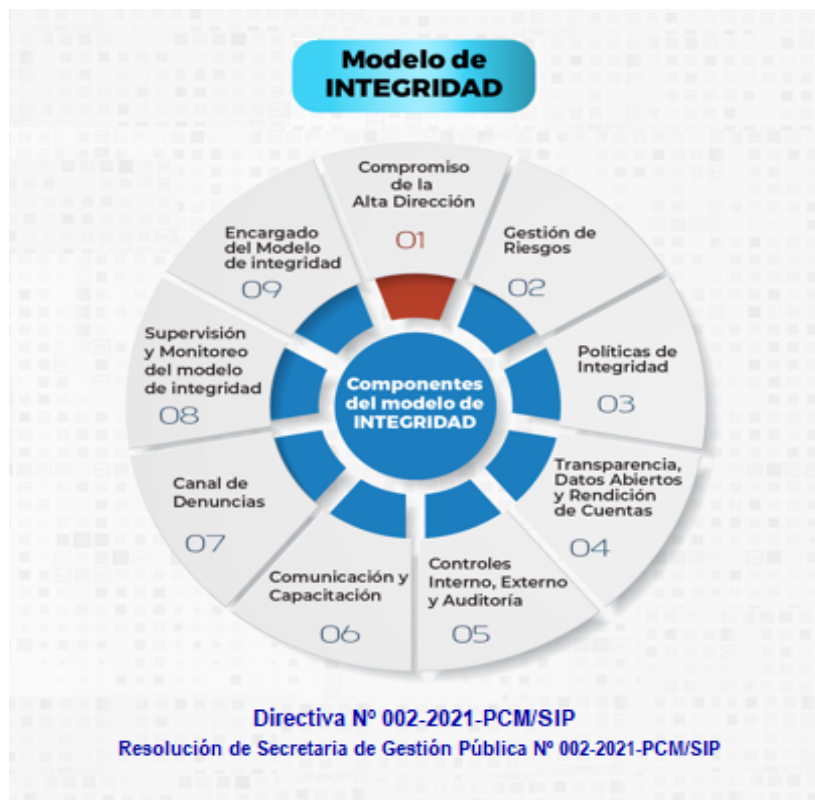 Modelo de
INTEGRIDAD
Compromiso
de la
Alta Dirección
01
Gestión de
Riesgos
02
Políticas de
Integridad
03
Transparencia,
Datos Abiertos
y Rendición
de Cuentas
04
Controles
Interno, Externo
y Auditoría
05
Comunicación y
Capacitación
06
Canal de
Denuncias
07
Supervisión
y Monitoreo
del modelo
de integridad
08
Encargado
del Modelo
de integridad
09
Componentes
del modelo de
INTEGRIDAD
Directiva Nº 002-2021-PCM/SIP
Resolución de Secretaria de Gestión Pública Nº 002-2021-PCM/SIP